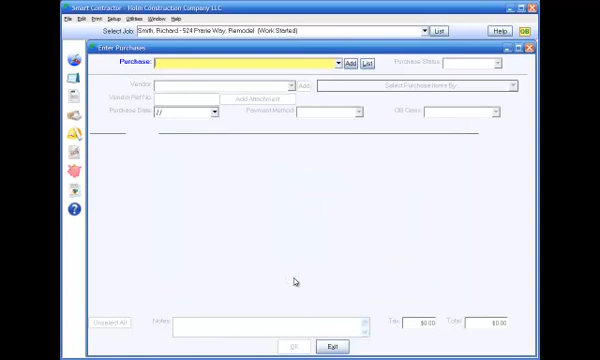 Smart Contractor - Holm Construction Company LLC
File Edit Print Setup Utilities Window Help
Select Job: Smith, Richard - 524 Prairie Way, Remodel (Work Started) List Help QB
Enter Purchases
Purchase: Add List Purchase Status:
Vendor: Add Select Purchase Items By
Vendor Ref No: Add Attachment
Purchase Date: // Payment Method: QB Class:
Unselect All Notes: Tax: $0.00 Total: $0.00
OK Exit